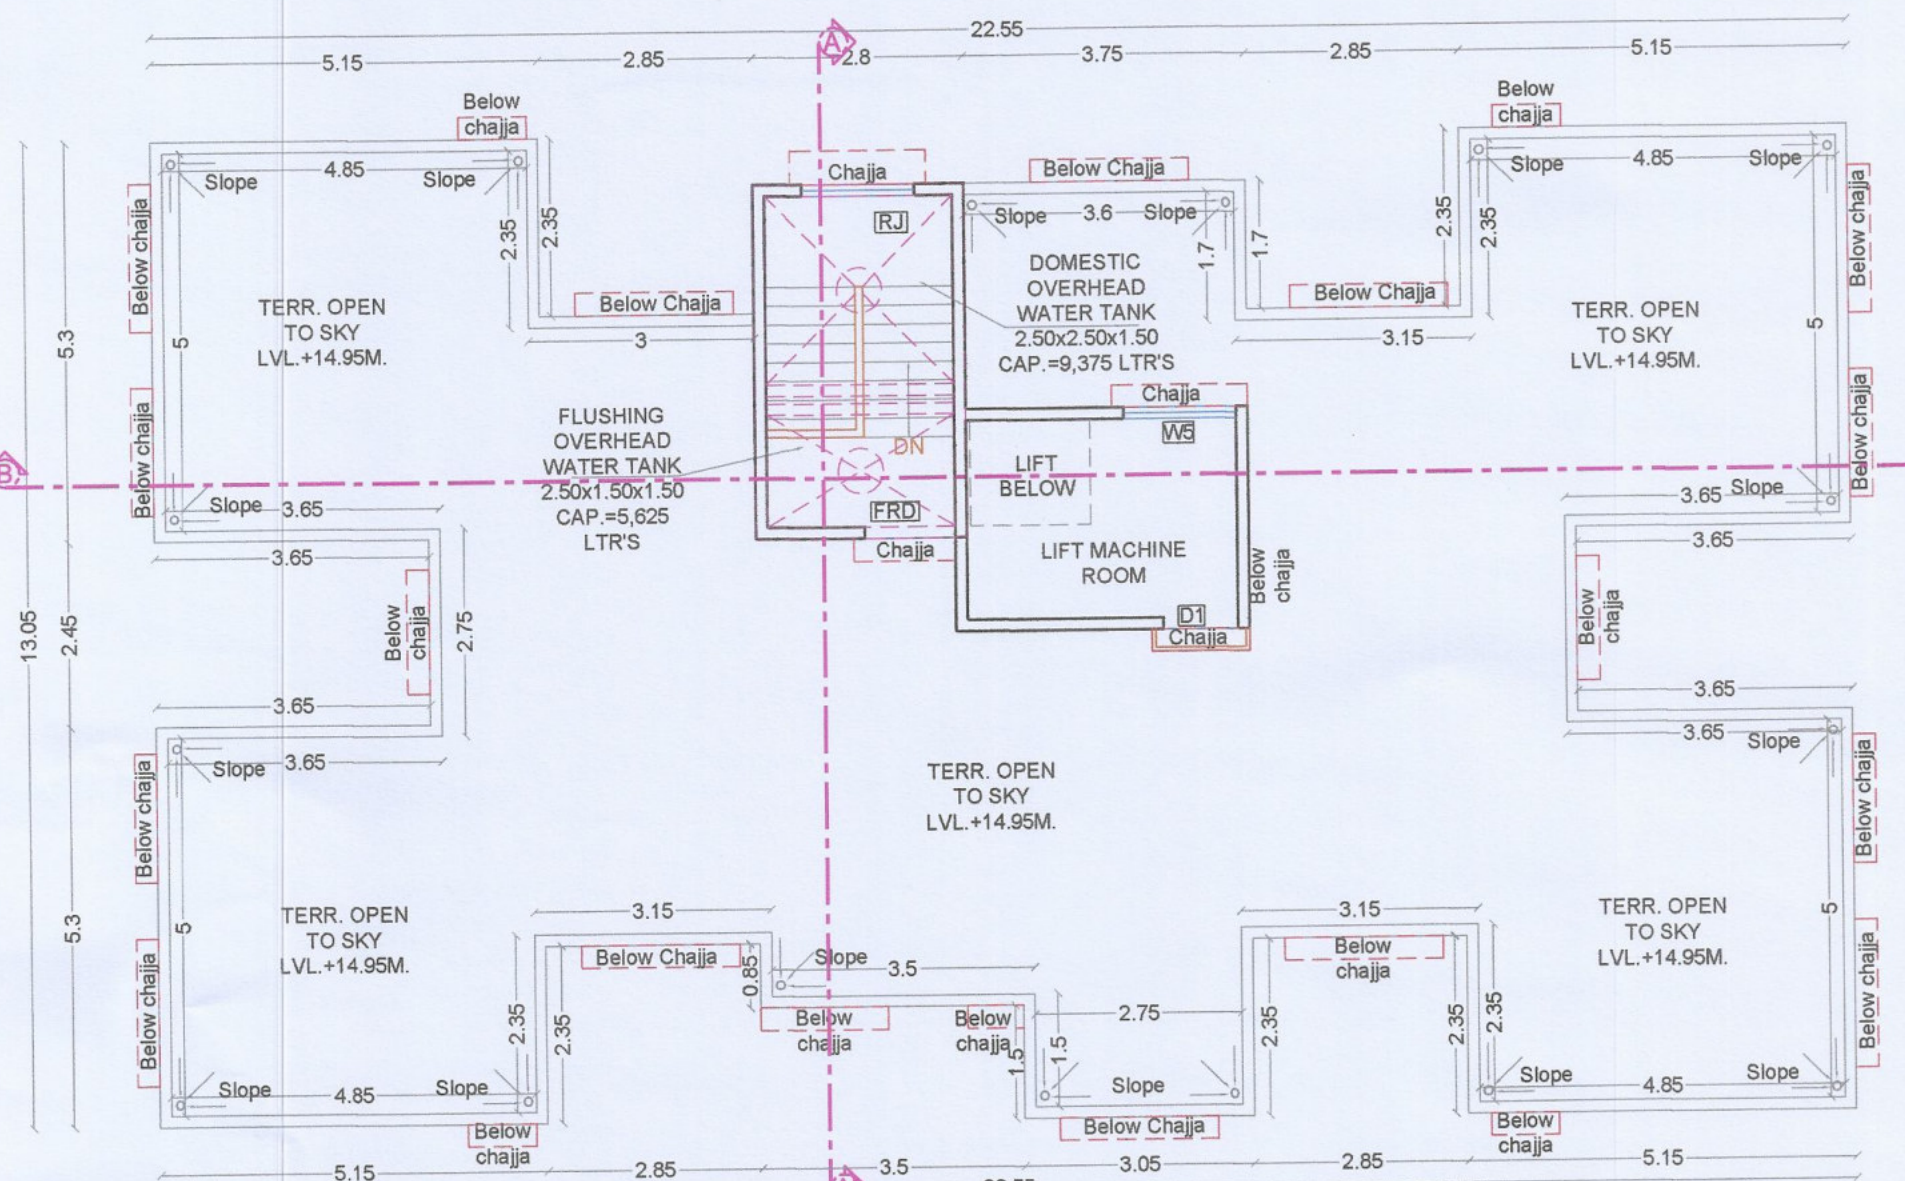 22.55
5.15
2.85
A
2.8
3.75
2.85
5.15
Below
chajja
Below
chajja
Chajja
Below Chajja
4.85
Slope
Slope
RJ
Slope
3.6
Slope
Slope
4.85
Slope
Below chajja
2.35
2.35
1.7
1.7
2.35
2.35
Below chajja
TERR. OPEN
TO SKY
LVL.+14.95M.
5
Below Chajja
3
DOMESTIC
OVERHEAD
WATER TANK
2.50x2.50x1.50
CAP.=9,375 LTR'S
Below Chajja
3.15
TERR. OPEN
TO SKY
LVL.+14.95M.
5
5.3
Below chajja
FLUSHING
OVERHEAD
WATER TANK
2.50x1.50x1.50
CAP.=5,625
LTR'S
DN
FRD
Chajja
Chajja
W5
LIFT
BELOW
LIFT MACHINE
ROOM
D1
Chajja
Below
chajja
Below chajja
B
Slope
3.65
3.65
Slope
3.65
3.65
13.05
2.45
Below
chajja
2.75
Below
chajja
3.65
3.65
Slope
3.65
3.65
Slope
Below chajja
TERR. OPEN
TO SKY
LVL.+14.95M.
Below chajja
5.3
TERR. OPEN
TO SKY
LVL.+14.95M.
5
3.15
3.15
TERR. OPEN
TO SKY
LVL.+14.95M.
5
Below chajja
Below Chajja
0.85
Slope
3.5
Below
chajja
Below chajja
2.35
2.35
Below
chajja
Below
chajja
1.5
1.5
2.75
2.35
2.35
2.35
Slope
4.85
Slope
Slope
Slope
4.85
Slope
Below
chajja
Below Chajja
Below
chajja
5.15
2.85
3.5
3.05
2.85
5.15